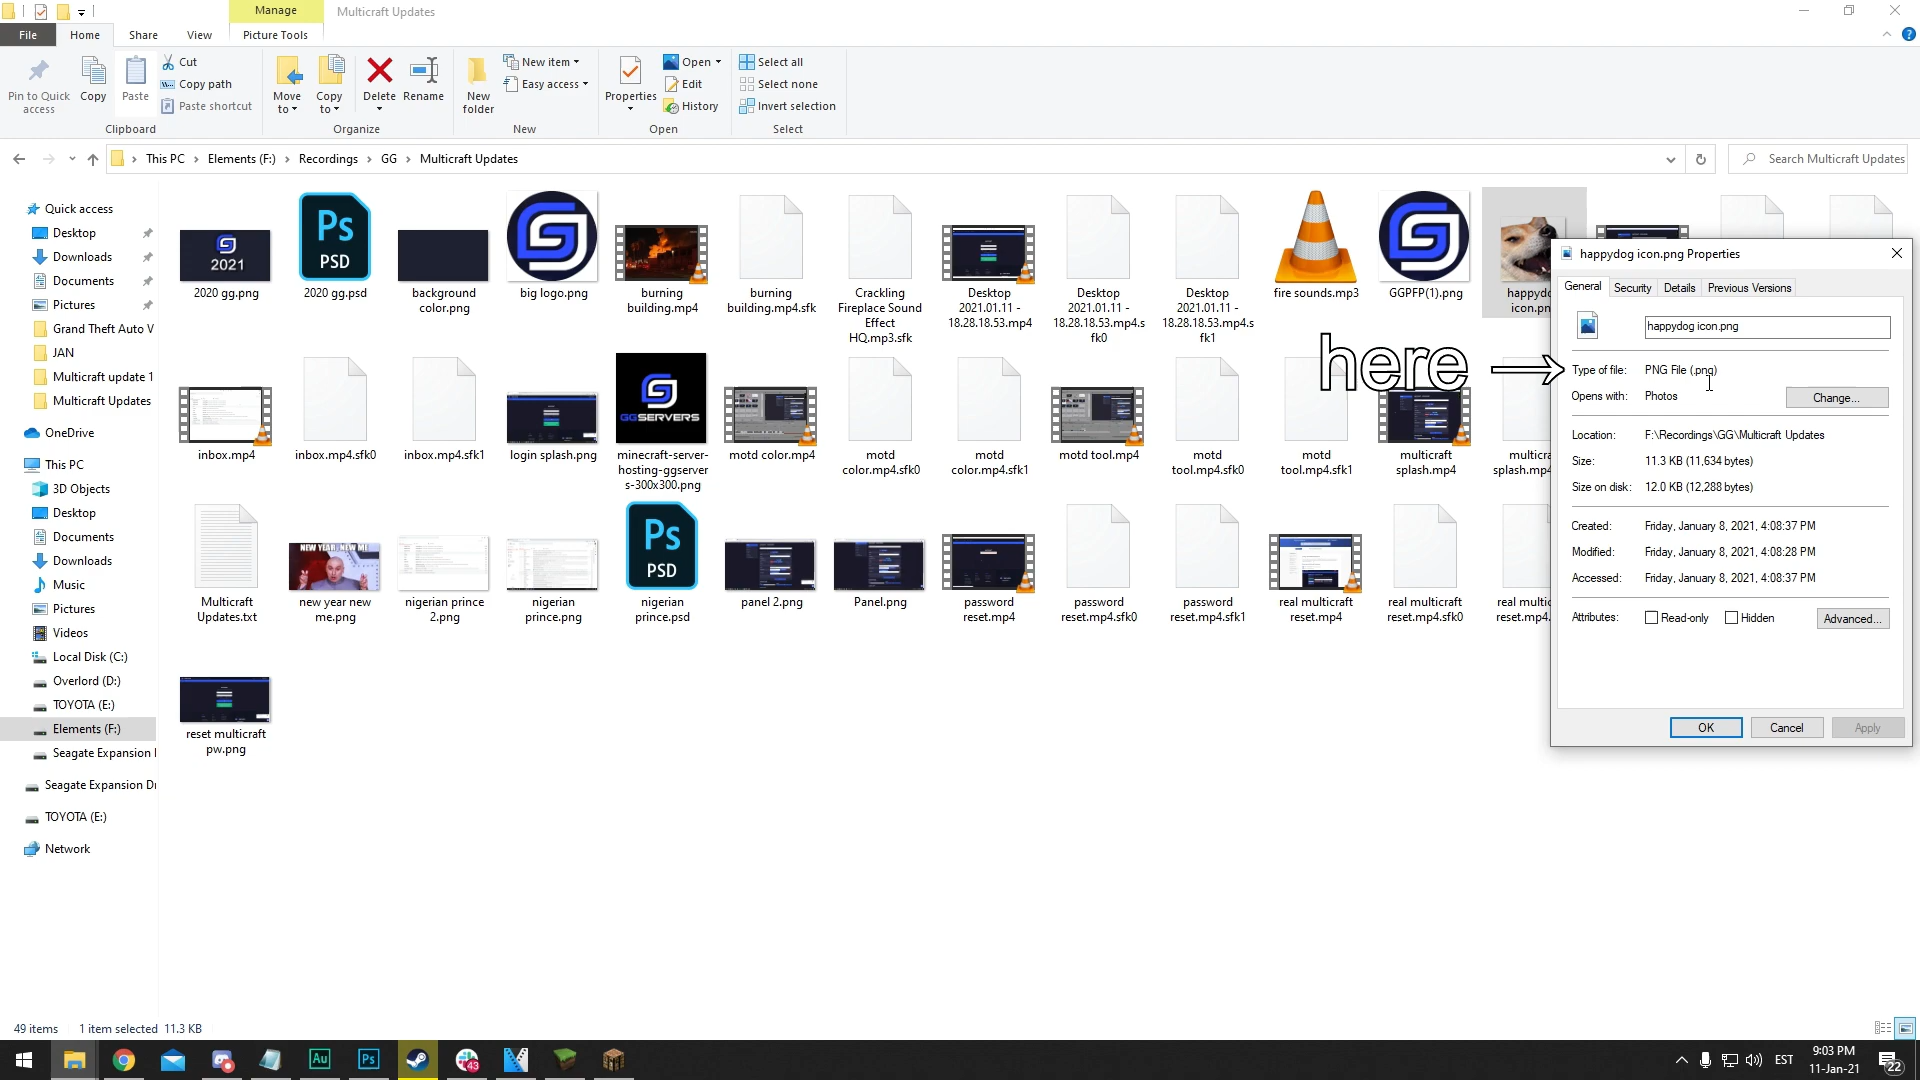 Manage
Multicraft Updates
File
Home
Share
View
Picture Tools
Pin to Quick access
Copy
Paste
Cut
Copy path
Paste shortcut
Move to
Copy to
Delete
Rename
New folder
New item
Easy access
Properties
Open
Edit
History
Select all
Select none
Invert selection
Clipboard
Organize
New
Open
Select
This PC
Elements (F:)
Recordings
GG
Multicraft Updates
Search Multicraft Updates
Quick access
Desktop
Downloads
Documents
Pictures
Grand Theft Auto V
JAN
Multicraft update 1
Multicraft Updates
OneDrive
This PC
3D Objects
Desktop
Documents
Downloads
Music
Pictures
Videos
Local Disk (C:)
Overlord (D:)
TOYOTA (E:)
Elements (F:)
Seagate Expansion
Seagate Expansion Dr
TOYOTA (E:)
Network
2021
2020 gg.png
Ps
PSD
2020 gg.psd
background color.png
big logo.png
burning building.mp4
burning building.mp4.sfk
Crackling Fireplace Sound Effect HQ.mp3.sfk
Desktop 2021.01.11 - 18.28.18.53.mp4
Desktop 2021.01.11 - 18.28.18.53.mp4.sfk0
Desktop 2021.01.11 - 18.28.18.53.mp4.sfk1
fire sounds.mp3
GGPFP(1).png
happydo
icon.pn
inbox.mp4
inbox.mp4.sfk0
inbox.mp4.sfk1
login splash.png
GGSERVERS
minecraft-server-hosting-ggservers-300x300.png
motd color.mp4
motd color.mp4.sfk0
motd color.mp4.sfk1
motd tool.mp4
motd tool.mp4.sfk0
motd tool.mp4.sfk1
multicraft splash.mp4
multicra
splash.mp4
Multicraft Updates.txt
NEW YEAR, NEW ME
new year new me.png
nigerian prince 2.png
nigerian prince.png
Ps
PSD
nigerian prince.psd
panel 2.png
Panel.png
password reset.mp4
password reset.mp4.sfk0
password reset.mp4.sfk1
real multicraft reset.mp4
real multicraft reset.mp4.sfk0
real multic
reset.mp4.
reset multicraft pw.png
here
happydog icon.png Properties
General
Security
Details
Previous Versions
happydog icon.png
Type of file: PNG File (.png)
Opens with: Photos
Change...
Location: F:\Recordings\GG\Multicraft Updates
Size: 11.3 KB (11,634 bytes)
Size on disk: 12.0 KB (12,288 bytes)
Created: Friday, January 8, 2021, 4:08:37 PM
Modified: Friday, January 8, 2021, 4:08:28 PM
Accessed: Friday, January 8, 2021, 4:08:37 PM
Attributes: Read-only Hidden
Advanced...
OK
Cancel
Apply
49 items
1 item selected 11.3 KB
Au
Ps
43
EST
9:03 PM
11-Jan-21
22